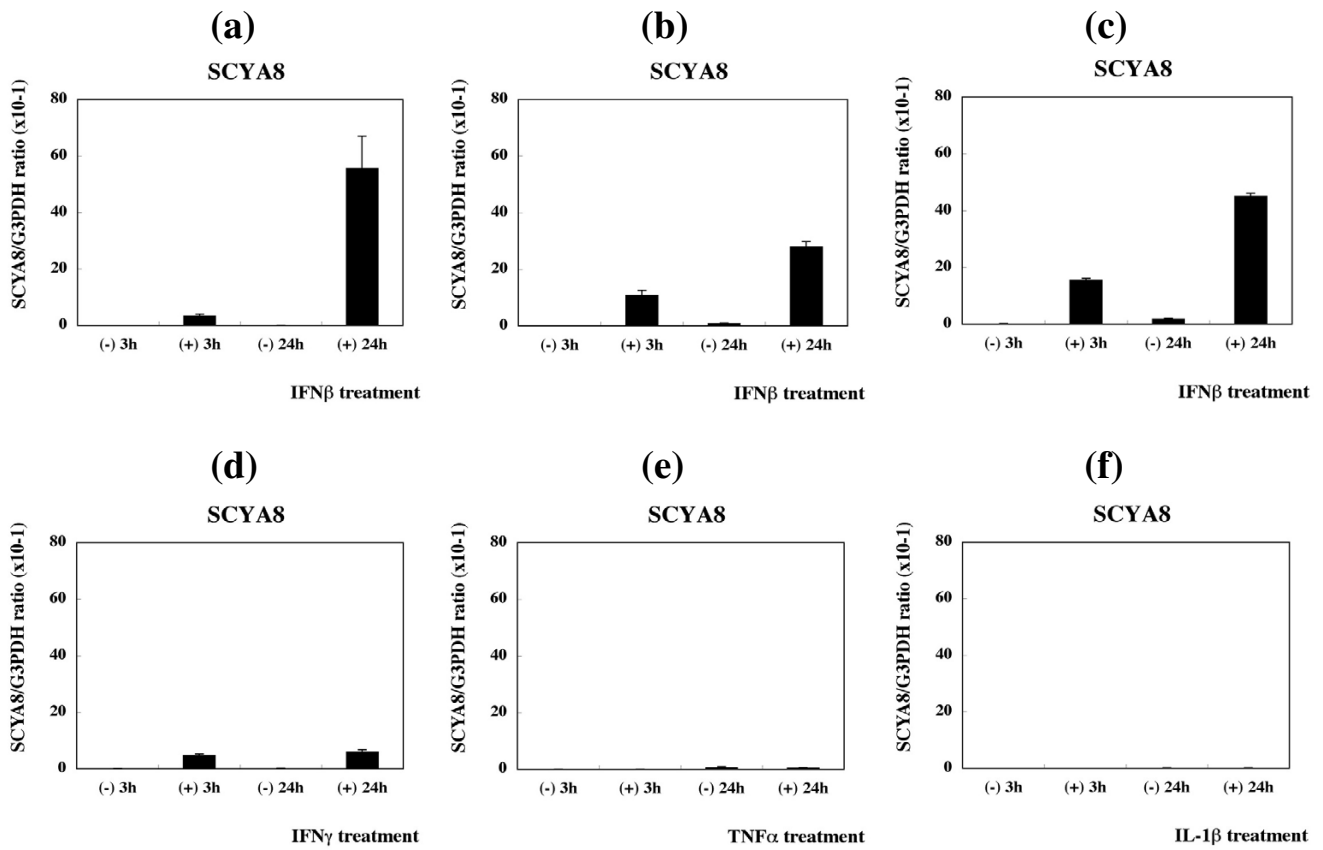 (a)
SCYA8
SCYA8/G3PDH ratio (x10-1)
80
60
40
20
0
(-) 3h (+) 3h (-) 24h (+) 24h
IFNβ treatment
(b)
SCYA8
SCYA8/G3PDH ratio (x10-1)
80
60
40
20
0
(-) 3h (+) 3h (-) 24h (+) 24h
IFNβ treatment
(c)
SCYA8
SCYA8/G3PDH ratio (x10-1)
80
60
40
20
0
(-) 3h (+) 3h (-) 24h (+) 24h
IFNβ treatment
(d)
SCYA8
SCYA8/G3PDH ratio (x10-1)
80
60
40
20
0
(-) 3h (+) 3h (-) 24h (+) 24h
IFNγ treatment
(e)
SCYA8
SCYA8/G3PDH ratio (x10-1)
80
60
40
20
0
(-) 3h (+) 3h (-) 24h (+) 24h
TNFα treatment
(f)
SCYA8
SCYA8/G3PDH ratio (x10-1)
80
60
40
20
0
(-) 3h (+) 3h (-) 24h (+) 24h
IL-1β treatment